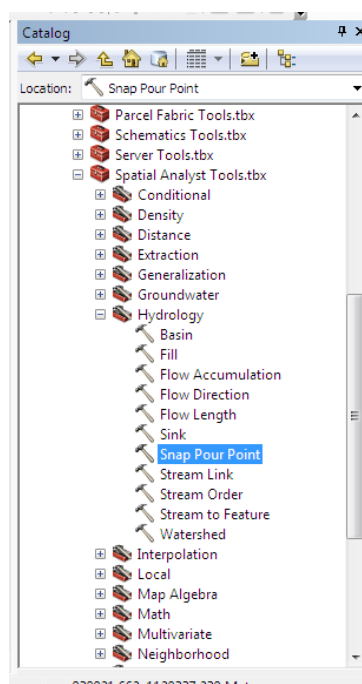 Catalog
Location: Snap Pour Point
Parcel Fabric Tools.tbx
Schematics Tools.tbx
Server Tools.tbx
Spatial Analyst Tools.tbx
Conditional
Density
Distance
Extraction
Generalization
Groundwater
Hydrology
Basin
Fill
Flow Accumulation
Flow Direction
Flow Length
Sink
Snap Pour Point
Stream Link
Stream Order
Stream to Feature
Watershed
Interpolation
Local
Map Algebra
Math
Multivariate
Neighborhood